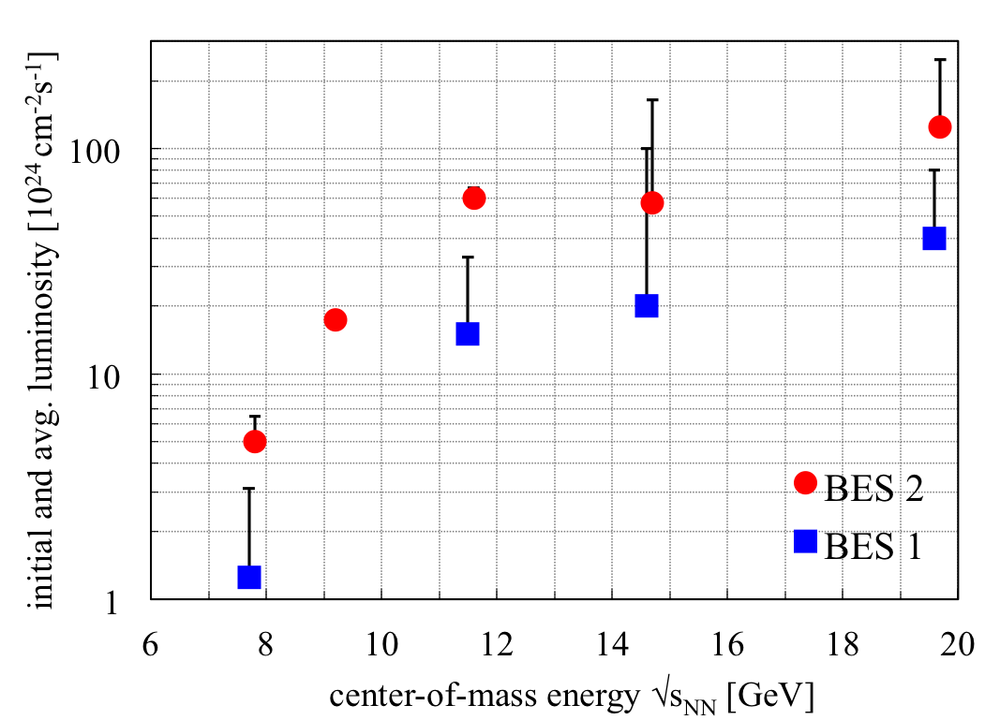 initial and avg. luminosity [10²⁴ cm⁻²s⁻¹]
100
10
1
BES 2
BES 1
6 8 10 12 14 16 18 20
center-of-mass energy √sNN [GeV]